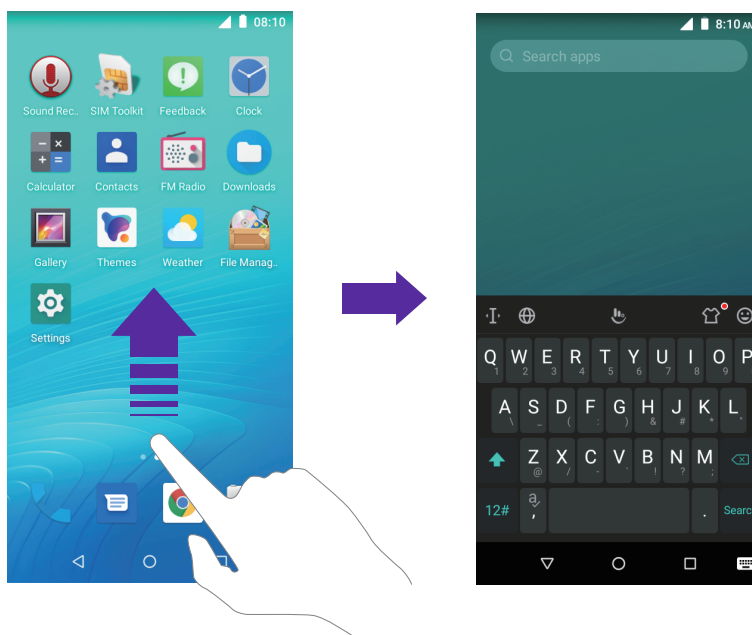 08:10
Sound Rec.. SIM Toolkit Feedback Clock
Calculator Contacts FM Radio Downloads
Gallery Themes Weather File Manag..
Settings
8:10 AM
Search apps
Q W E R T Y U I O P
1 2 3 4 5 6 7 8 9
A S D F G H J K L
\ _ ( : ) & # *
Z X C V B N M
@ / - ' ! ? ;
12# a , . Search